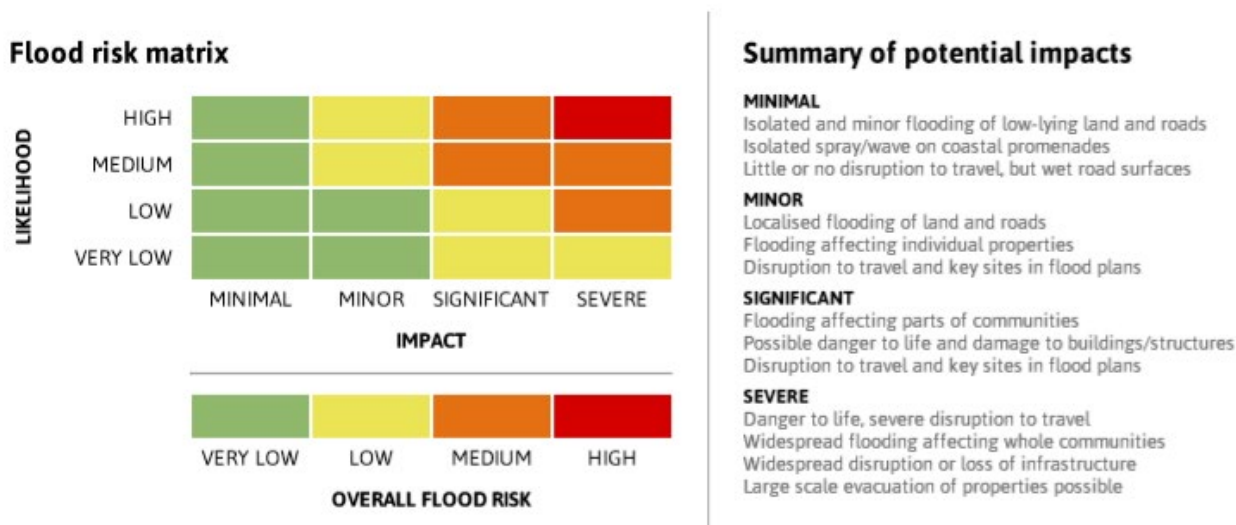 Flood risk matrix
LIKELIHOOD
HIGH
MEDIUM
LOW
VERY LOW
MINIMAL MINOR SIGNIFICANT SEVERE
IMPACT
VERY LOW LOW MEDIUM HIGH
OVERALL FLOOD RISK
Summary of potential impacts
MINIMAL
Isolated and minor flooding of low-lying land and roads
Isolated spray/wave on coastal promenades
Little or no disruption to travel, but wet road surfaces
MINOR
Localised flooding of land and roads
Flooding affecting individual properties
Disruption to travel and key sites in flood plans
SIGNIFICANT
Flooding affecting parts of communities
Possible danger to life and damage to buildings/structures
Disruption to travel and key sites in flood plans
SEVERE
Danger to life, severe disruption to travel
Widespread flooding affecting whole communities
Widespread disruption or loss of infrastructure
Large scale evacuation of properties possible